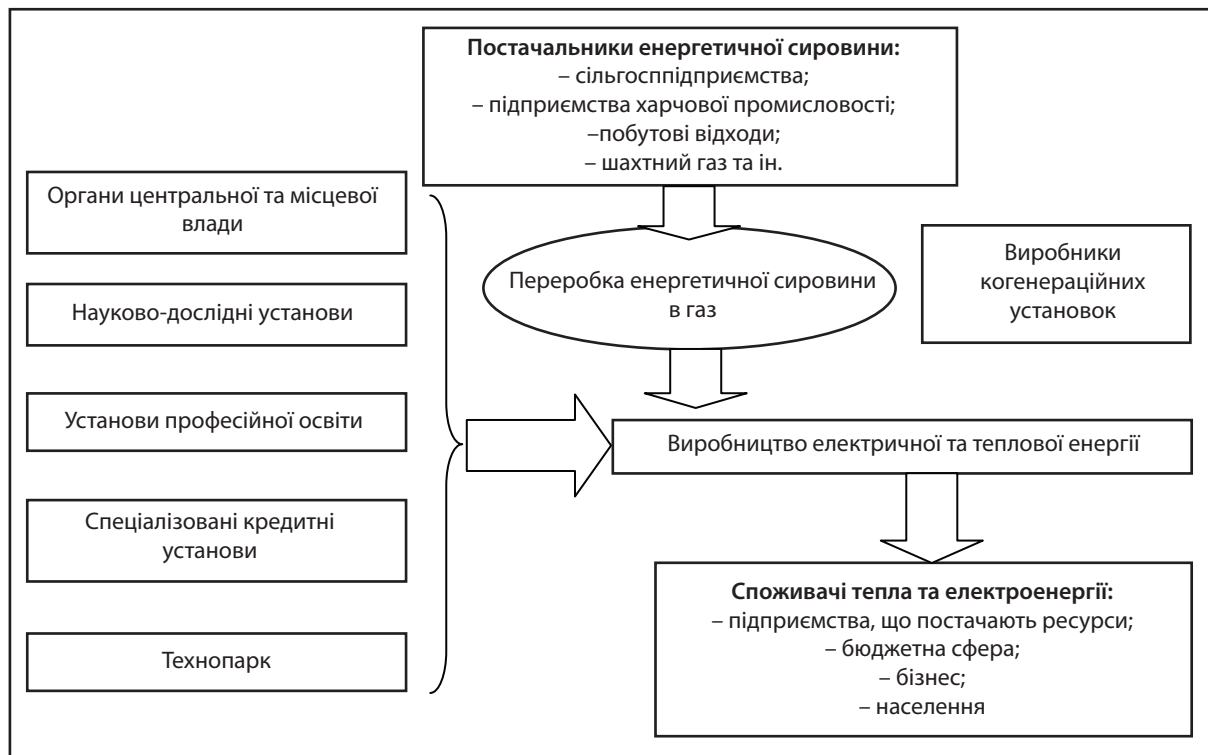 Постачальники енергетичної сировини:
– сільгосппідприємства;
– підприємства харчової промисловості;
–побутові відходи;
– шахтний газ та ін.
Органи центральної та місцевої
влади
Науково-дослідні установи
Установи професійної освіти
Спеціалізовані кредитні
установи
Технопарк
Переробка енергетичної сировини
в газ
Виробники
когенераційних
установок
Виробництво електричної та теплової енергії
Споживачі тепла та електроенергії:
– підприємства, що постачають ресурси;
– бюджетна сфера;
– бізнес;
– населення